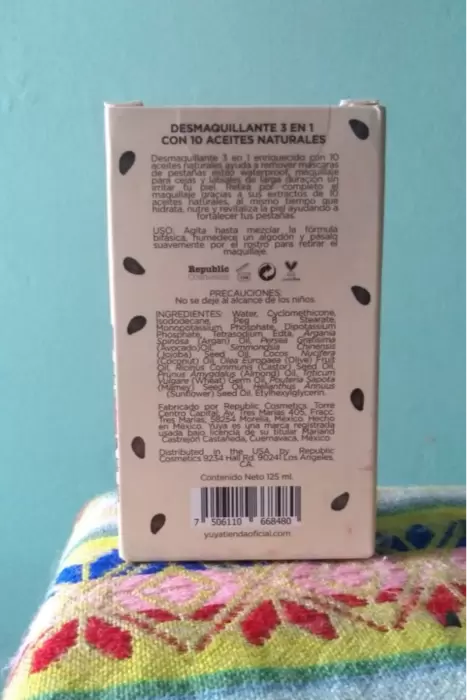 DESMAQUILLANTE 3 EN 1
CON 10 ACEITES NATURALES
Desmaquillante 3 en 1 enriquecido con 10
aceites naturales ayuda a remover máscaras
de pestañas estilo waterproof, maquillaje
para cejas y labiales de larga duración sin
irritar tu piel. Retira por completo el
maquillaje gracias a sus extractos de 10
aceites naturales, al mismo tiempo que
hidrata, nutre y revitaliza la piel ayudando a
fortalecer tus pestañas.
USO: Agita hasta mezclar la fórmula
bifásica, humedece un algodón y pásalo
suavemente por el rostro para retirar el
maquillaje.
Republic
PRECAUCIONES:
No se deje al alcance de los niños.
INGREDIENTES: Water, Cyclomethicone,
Isododecane, Peg 8 Stearate,
Monopotassium Phosphate, Dipotassium
Phosphate, Tetrasodium Edta, Argania
Spinosa (Argan) Oil, Persea Gratisima
(Avocado)Oil, Simmondsia Chinensis
(Jojoba) Seed Oil, Cocos Nucifera
(Coconut) Oil, Olea Europaea (Olive) Fruit
Oil, Ricinus Communis (Castor) Seed Oil,
Prunus Amygdalus (Almond) Oil, Triticum
Vulgare (Wheat) Germ Oil, Pouteria Sapota
(Mamey) Seed Oil, Helianthus Annuus
(Sunflower) Seed Oil, Etylhexylglycerin.
Fabricado por Republic Cosmetics, Torre
Centro Capital, Av. Tres Marías 405, Fracc.
Tres Marías, 58254 Morelia, México. Hecho
en México. Yuya es una marca registrada
usada bajo licencia de su titular Mariand
Castrejón Castañeda, Cuernavaca, México.
Distributed in the USA by Republic
Cosmetics 9234 Hall Rd. 90241 Los Angeles,
CA.
Contenido Neto 125 ml.
7 506110 668480
yuyatiendaoficial.com